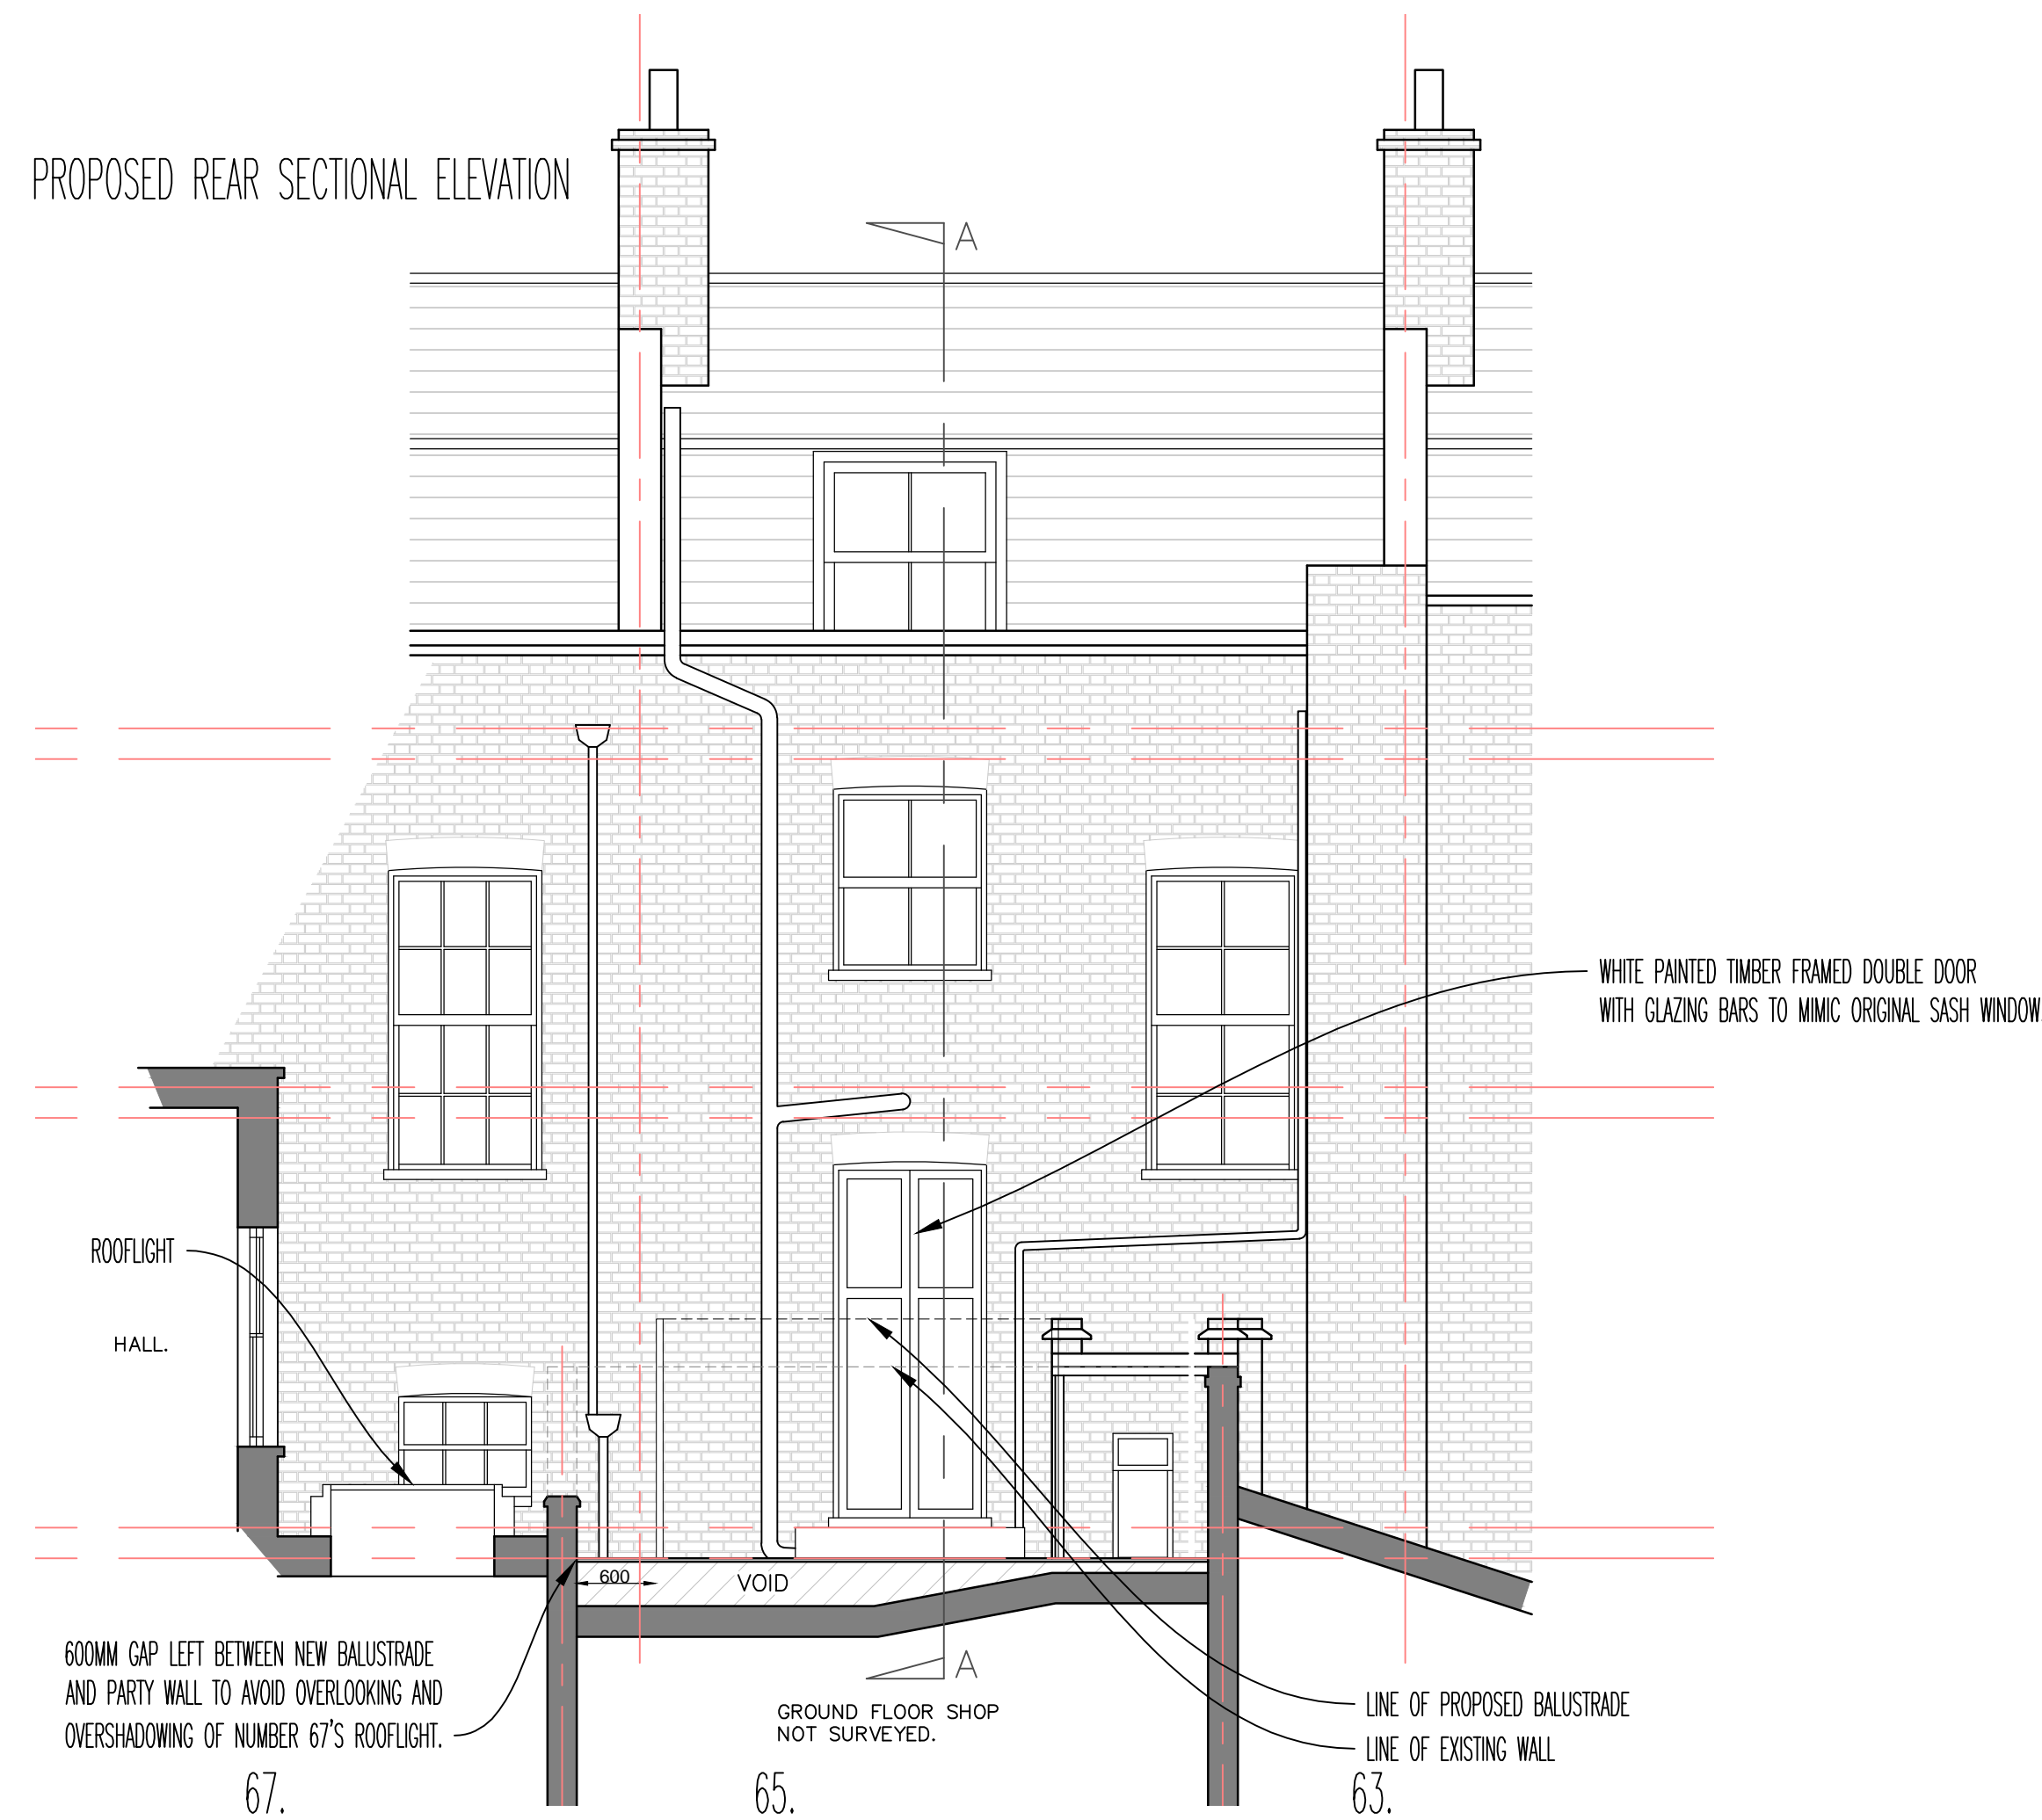 PROPOSED REAR SECTIONAL ELEVATION
A
WHITE PAINTED TIMBER FRAMED DOUBLE DOOR
WITH GLAZING BARS TO MIMIC ORIGINAL SASH WINDOW
ROOFLIGHT
HALL.
600
VOID
600MM GAP LEFT BETWEEN NEW BALUSTRADE
AND PARTY WALL TO AVOID OVERLOOKING AND
OVERSHADOWING OF NUMBER 67'S ROOFLIGHT.
A
GROUND FLOOR SHOP
NOT SURVEYED.
LINE OF PROPOSED BALUSTRADE
LINE OF EXISTING WALL
67.
65.
63.